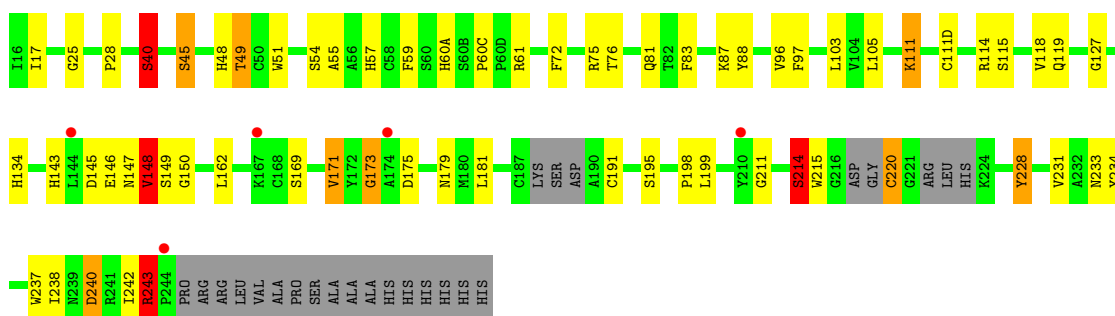 I16 I17 G25 P28 S40 S45 H48 T49 C50 W51 S54 A55 A56 H57 C58 F59 S60 H60A S60B P60C P60D R61 F72 R75 T76 Q81 T82 F83 K87 Y88 V96 F97 L103 V104 L105 K111 C111D R114 S115 V118 Q119 G127
H134 H143 L144 D145 E146 N147 V148 S149 G150 L162 K167 C168 S169 V171 Y172 G173 A174 D175 N179 M180 L181 C187 LYS SER ASP A190 C191 S195 P198 L199 Y210 G211 S214 W215 G216 ASP GLY C220 G221 ARG LEU HIS K224 Y228 V231 A232 N233
W237 I238 N239 D240 R241 I242 R243 P244 PRO ARG ARG LEU VAL ALA PRO SER ALA ALA ALA HIS HIS HIS HIS HIS HIS